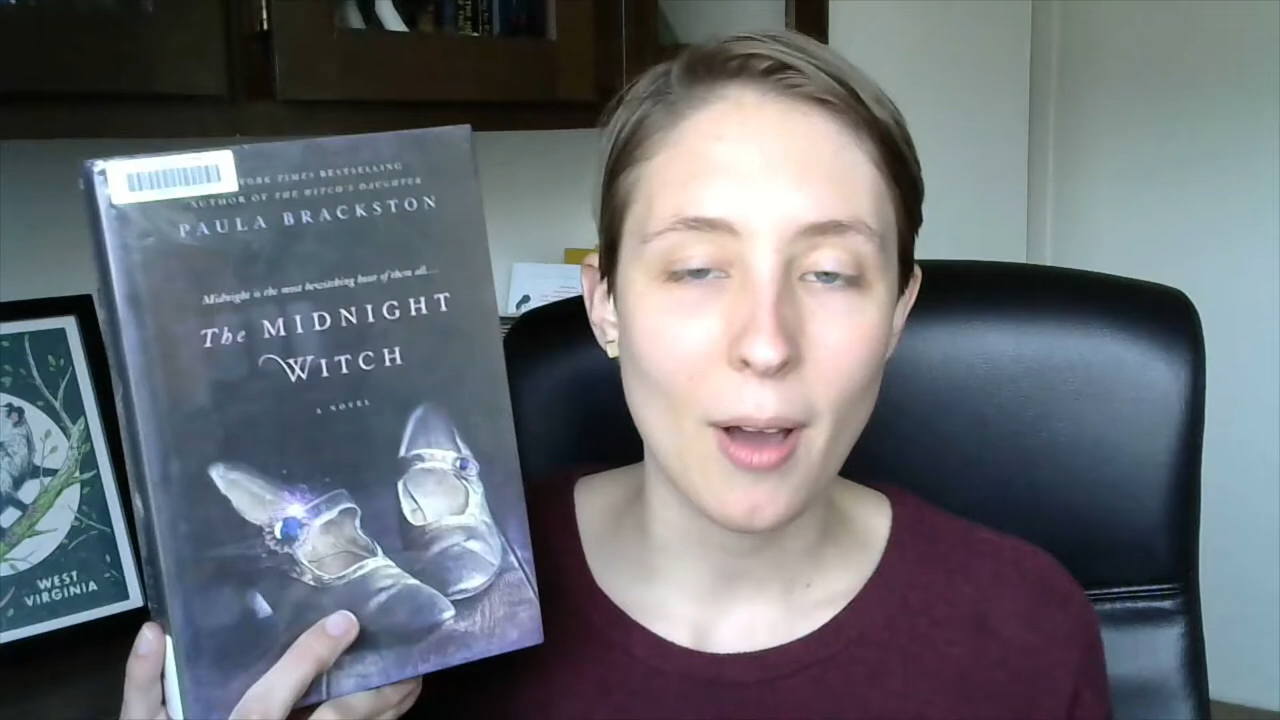 YORK TIMES BESTSELLING
AUTHOR OF THE WITCH'S DAUGHTER
PAULA BRACKSTON
Midnight is the most bewitching hour of them all....
The MIDNIGHT
WITCH
A NOVEL
WEST
VIRGINIA